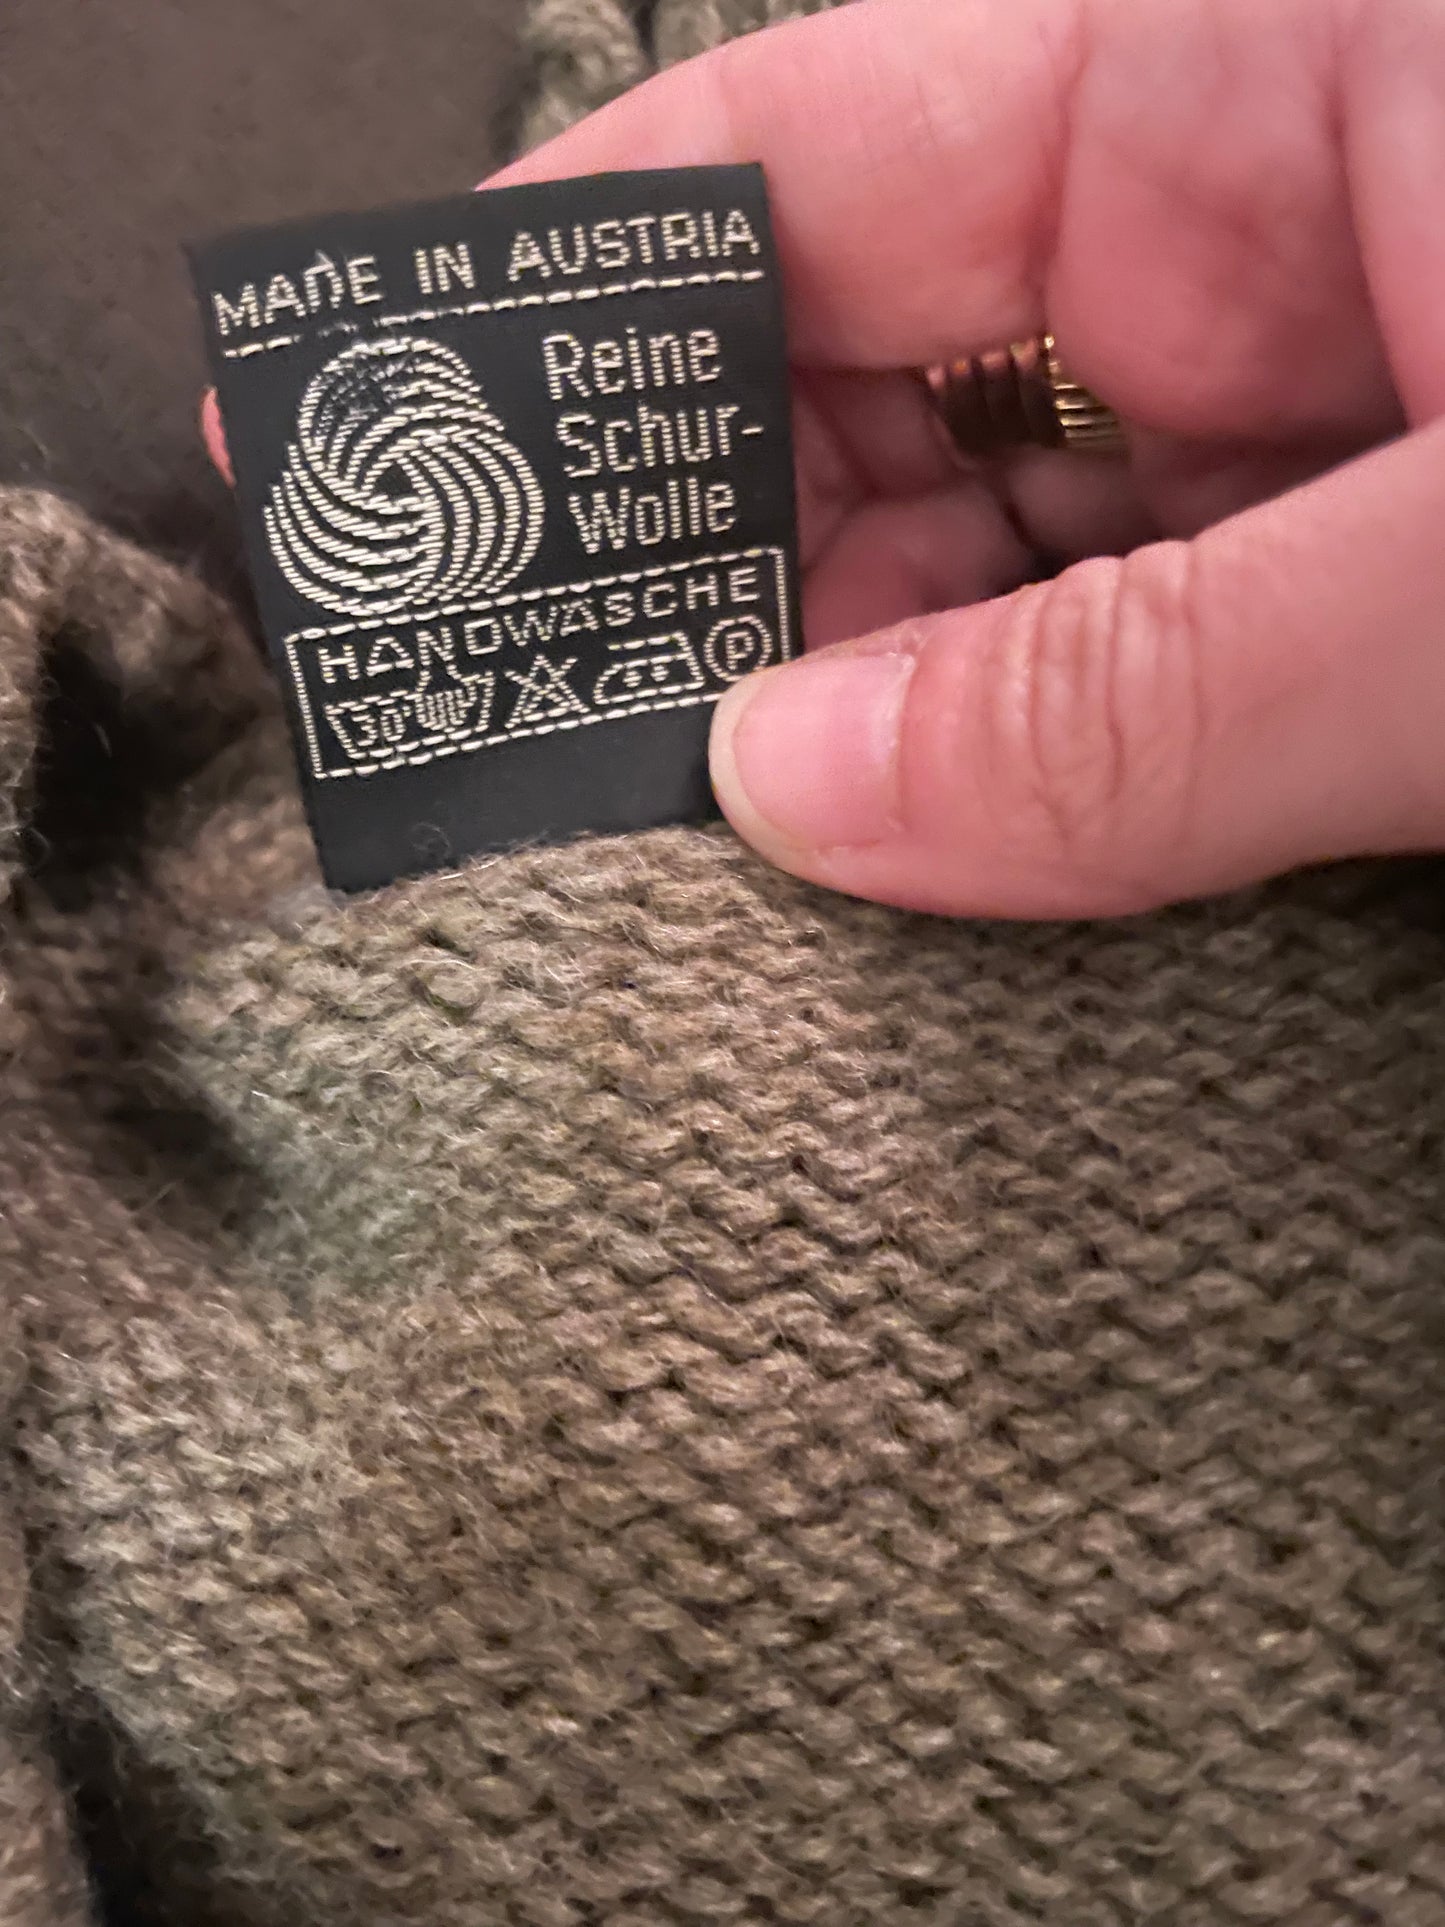 MADE IN AUSTRIA
Reine
Schur-
Wolle
HANDWÄSCHE
30° P